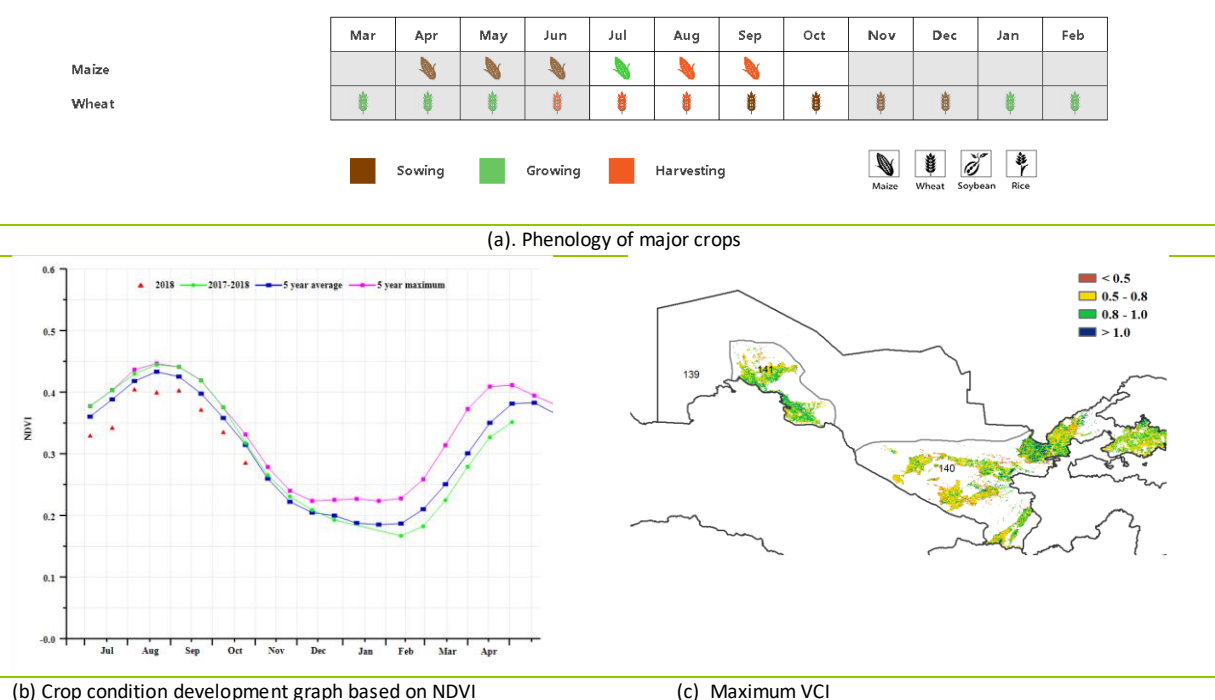 Mar Apr May Jun Jul Aug Sep Oct Nov Dec Jan Feb
Maize
Wheat
Sowing Growing Harvesting
Maize Wheat Soybean Rice
(a). Phenology of major crops
2018 2017-2018 5 year average 5 year maximum
0.6
0.5
0.4
0.3
0.2
0.1
-0.0
NDVI
Jul Aug Sep Oct Nov Dec Jan Feb Mar Apr
< 0.5
0.5 - 0.8
0.8 - 1.0
> 1.0
139
141
140
(b) Crop condition development graph based on NDVI
(c) Maximum VCI